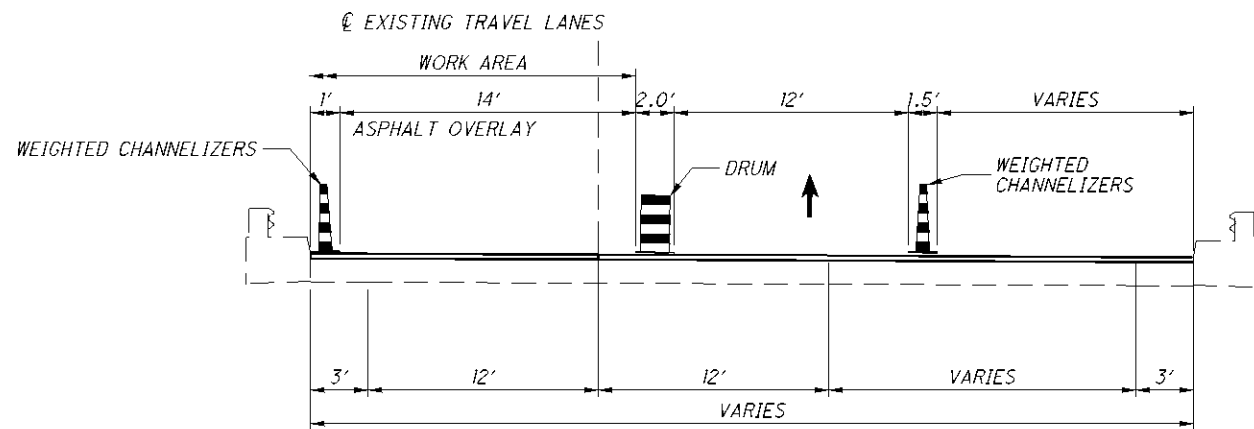 ℄ EXISTING TRAVEL LANES
WORK AREA
1' 14' 2.0' 12' 1.5' VARIES
ASPHALT OVERLAY
WEIGHTED CHANNELIZERS
DRUM
WEIGHTED
CHANNELIZERS
3' 12' 12' VARIES 3'
VARIES